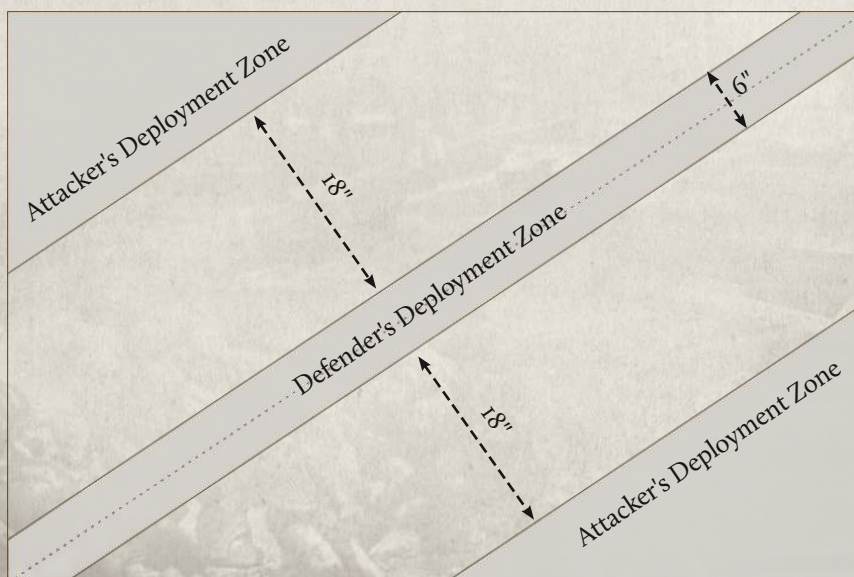 Attacker's Deployment Zone
6"
18"
Defender's Deployment Zone
18"
Attacker's Deployment Zone